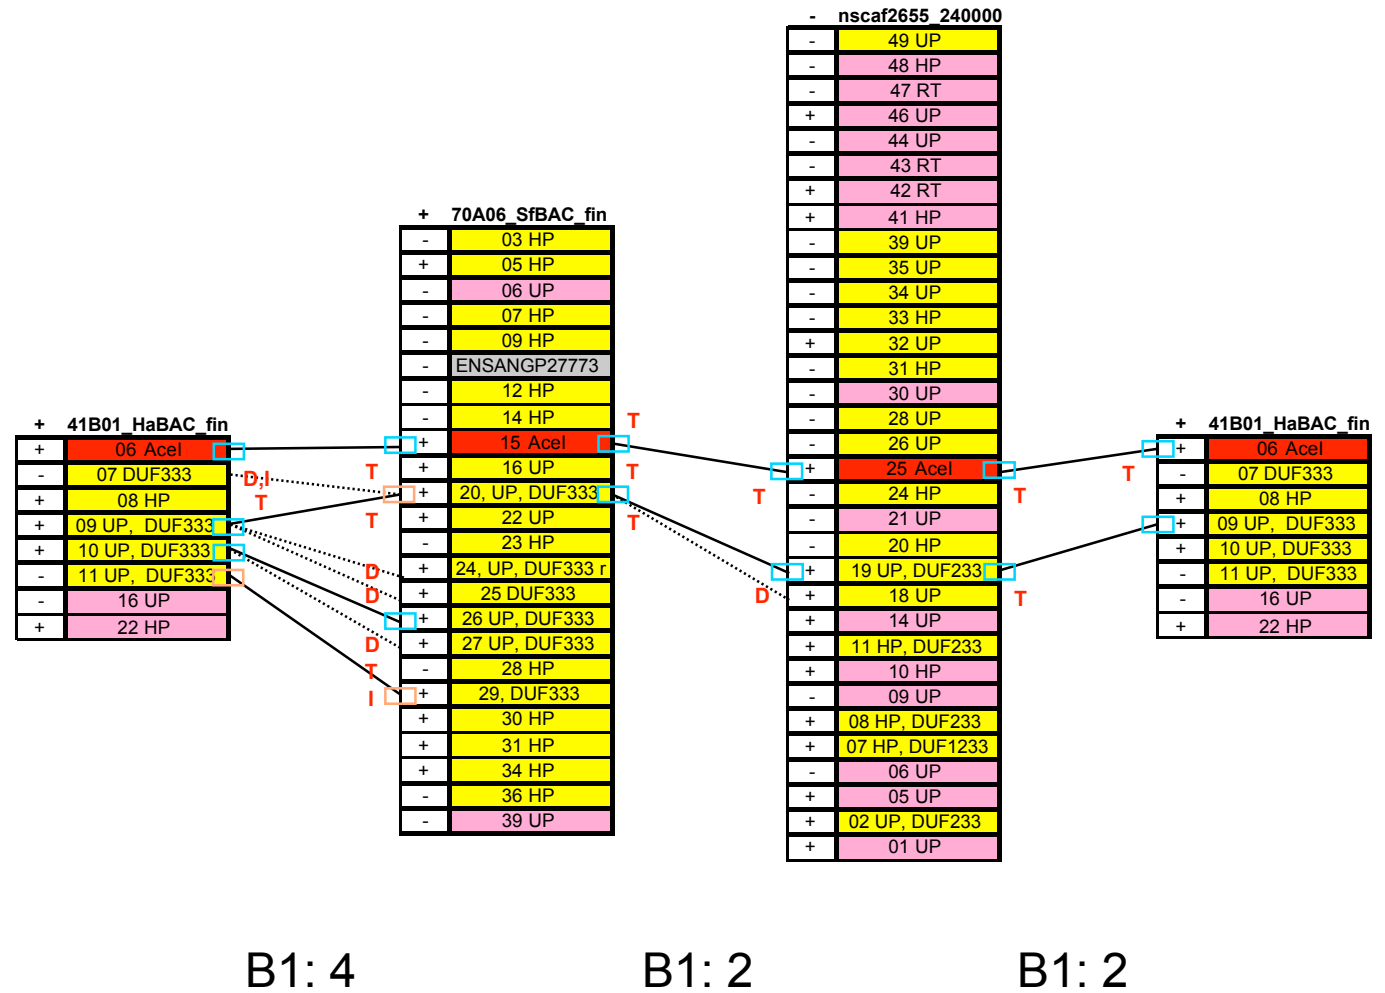 - nscaf2655_240000
- 49 UP
- 48 HP
- 47 RT
+ 46 UP
- 44 UP
- 43 RT
+ 42 RT
+ 41 HP
- 39 UP
- 35 UP
- 34 UP
- 33 HP
+ 32 UP
- 31 HP
- 30 UP
- 28 UP
- 26 UP
+ 25 AceI
- 24 HP
- 21 UP
- 20 HP
+ 19 UP, DUF233
+ 18 UP
+ 14 UP
+ 11 HP, DUF233
+ 10 HP
- 09 UP
+ 08 HP, DUF233
+ 07 HP, DUF1233
- 06 UP
+ 05 UP
+ 02 UP, DUF233
+ 01 UP
+ 70A06_SfBAC_fin
- 03 HP
+ 05 HP
- 06 UP
- 07 HP
- 09 HP
- ENSANGP27773
- 12 HP
- 14 HP
+ 15 AceI
+ 16 UP
+ 20, UP, DUF333
+ 22 UP
- 23 HP
+ 24, UP, DUF333 r
+ 25 DUF333
+ 26 UP, DUF333
+ 27 UP, DUF333
- 28 HP
+ 29, DUF333
+ 30 HP
+ 31 HP
+ 34 HP
- 36 HP
- 39 UP
+ 41B01_HaBAC_fin
+ 06 AceI
- 07 DUF333
+ 08 HP
+ 09 UP, DUF333
+ 10 UP, DUF333
- 11 UP, DUF333
- 16 UP
+ 22 HP
D,I
T
T
T
D
D
D
T
I
T
T
T
T
D
T
T
T
+ 41B01_HaBAC_fin
+ 06 AceI
- 07 DUF333
+ 08 HP
+ 09 UP, DUF333
+ 10 UP, DUF333
- 11 UP, DUF333
- 16 UP
+ 22 HP
B1: 4
B1: 2
B1: 2